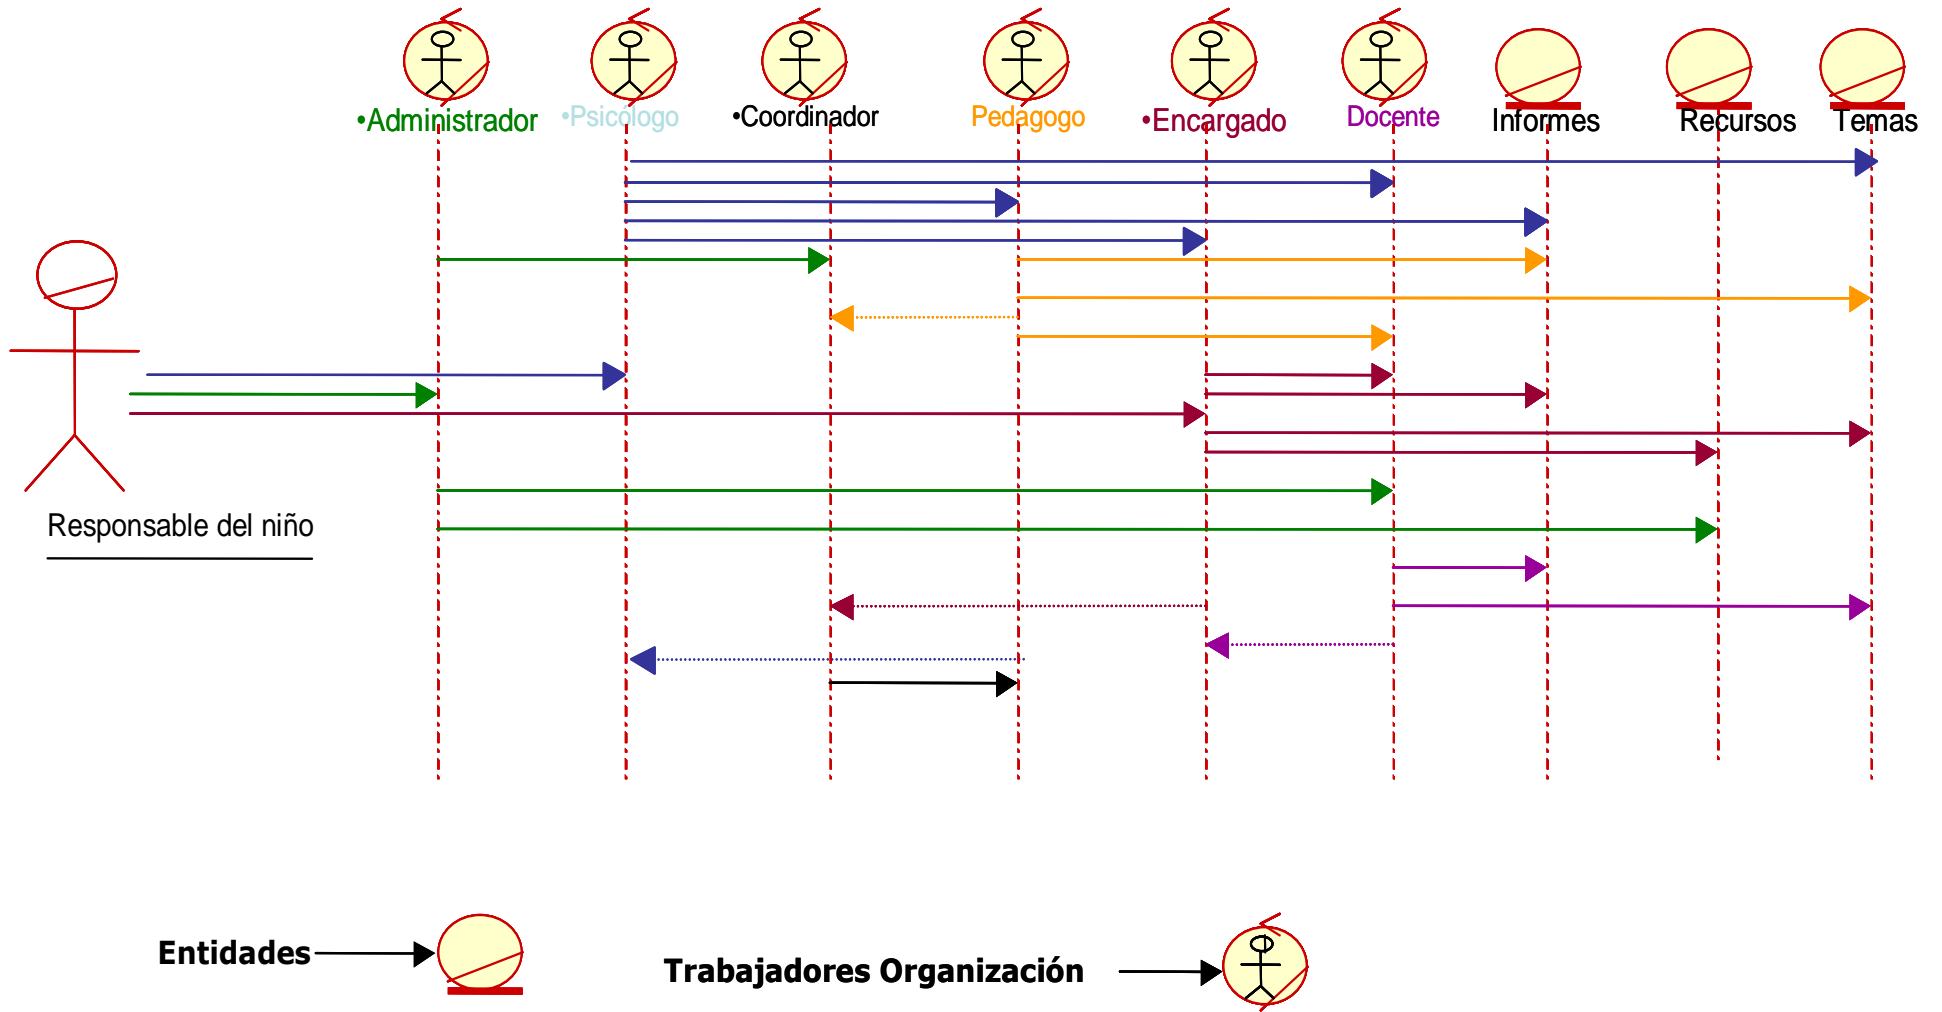 •Administrador
•Psicólogo
•Coordinador
Pedagogo
•Encargado
Docente
Informes
Recursos
Temas
Responsable del niño
Entidades
Trabajadores Organización